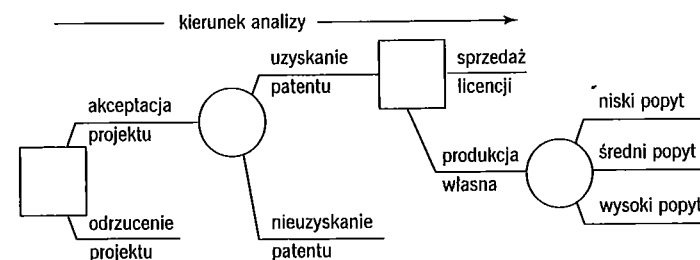 kierunek analizy
akceptacja
projektu
odrzucenie
projektu
uzyskanie
patentu
nieuzyskanie
patentu
sprzedaż
licencji
produkcja
własna
niski popyt
średni popyt
wysoki popyt